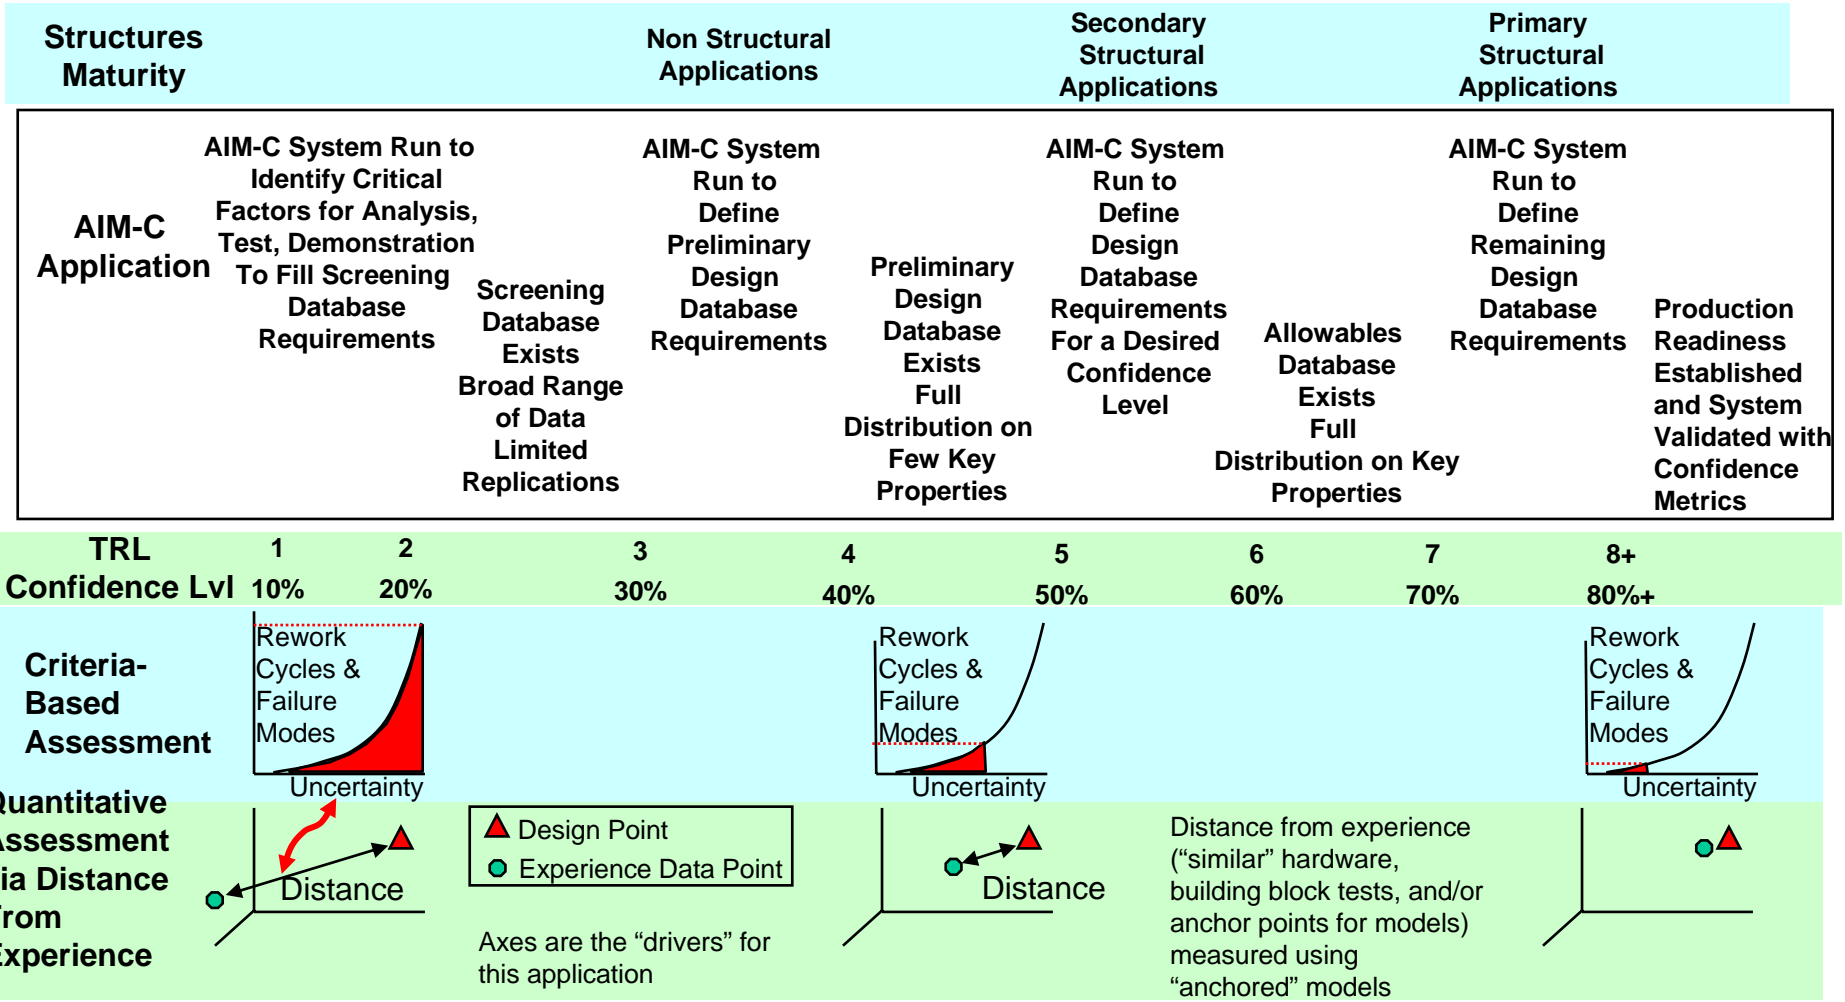 Structures
Maturity
Non Structural
Applications
Secondary
Structural
Applications
Primary
Structural
Applications
AIM-C
Application
AIM-C System Run to
Identify Critical
Factors for Analysis,
Test, Demonstration
To Fill Screening
Database
Requirements
Screening
Database
Exists
Broad Range
of Data
Limited
Replications
AIM-C System
Run to
Define
Preliminary
Design
Database
Requirements
Preliminary
Design
Database
Exists
Full
Distribution on
Few Key
Properties
AIM-C System
Run to
Define
Design
Database
Requirements
For a Desired
Confidence
Level
Allowables
Database
Exists
Full
Distribution on Key
Properties
AIM-C System
Run to
Define
Remaining
Design
Database
Requirements
Production
Readiness
Established
and System
Validated with
Confidence
Metrics
TRL 1 2 3 4 5 6 7 8+
Confidence Lvl 10% 20% 30% 40% 50% 60% 70% 80%+
Criteria-
Based
Assessment
Rework
Cycles &
Failure
Modes
Uncertainty
Rework
Cycles &
Failure
Modes
Uncertainty
Rework
Cycles &
Failure
Modes
Uncertainty
Quantitative
Assessment
via Distance
From
Experience
Distance
Design Point
Experience Data Point
Axes are the “drivers” for
this application
Distance
Distance from experience
(“similar” hardware,
building block tests, and/or
anchor points for models)
measured using
“anchored” models